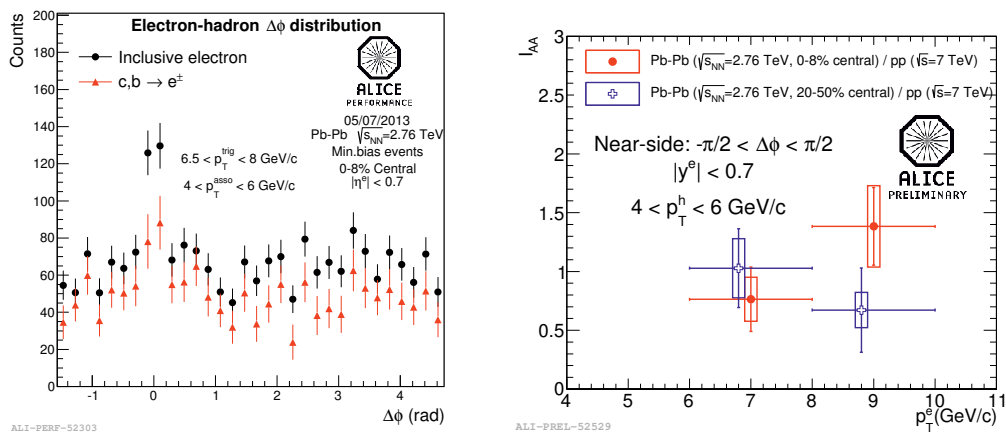 Electron-hadron Δϕ distribution
Counts
200
180
160
140
120
100
80
60
40
20
0
Inclusive electron
c,b → e±
ALICE
PERFORMANCE
05/07/2013
Pb-Pb √sNN=2.76 TeV
Min.bias events
0-8% Central
|ηe| < 0.7
6.5 < pTtrig < 8 GeV/c
4 < pTasso < 6 GeV/c
-1 0 1 2 3 4
Δϕ (rad)
ALI-PERF-52303
IAA
3
2.5
2
1.5
1
0.5
0
Pb-Pb (√sNN=2.76 TeV, 0-8% central) / pp (√s=7 TeV)
Pb-Pb (√sNN=2.76 TeV, 20-50% central) / pp (√s=7 TeV)
Near-side: -π/2 < Δϕ < π/2
|ye| < 0.7
4 < pTh < 6 GeV/c
ALICE
PRELIMINARY
4 5 6 7 8 9 10 11
pTe(GeV/c)
ALI-PREL-52529